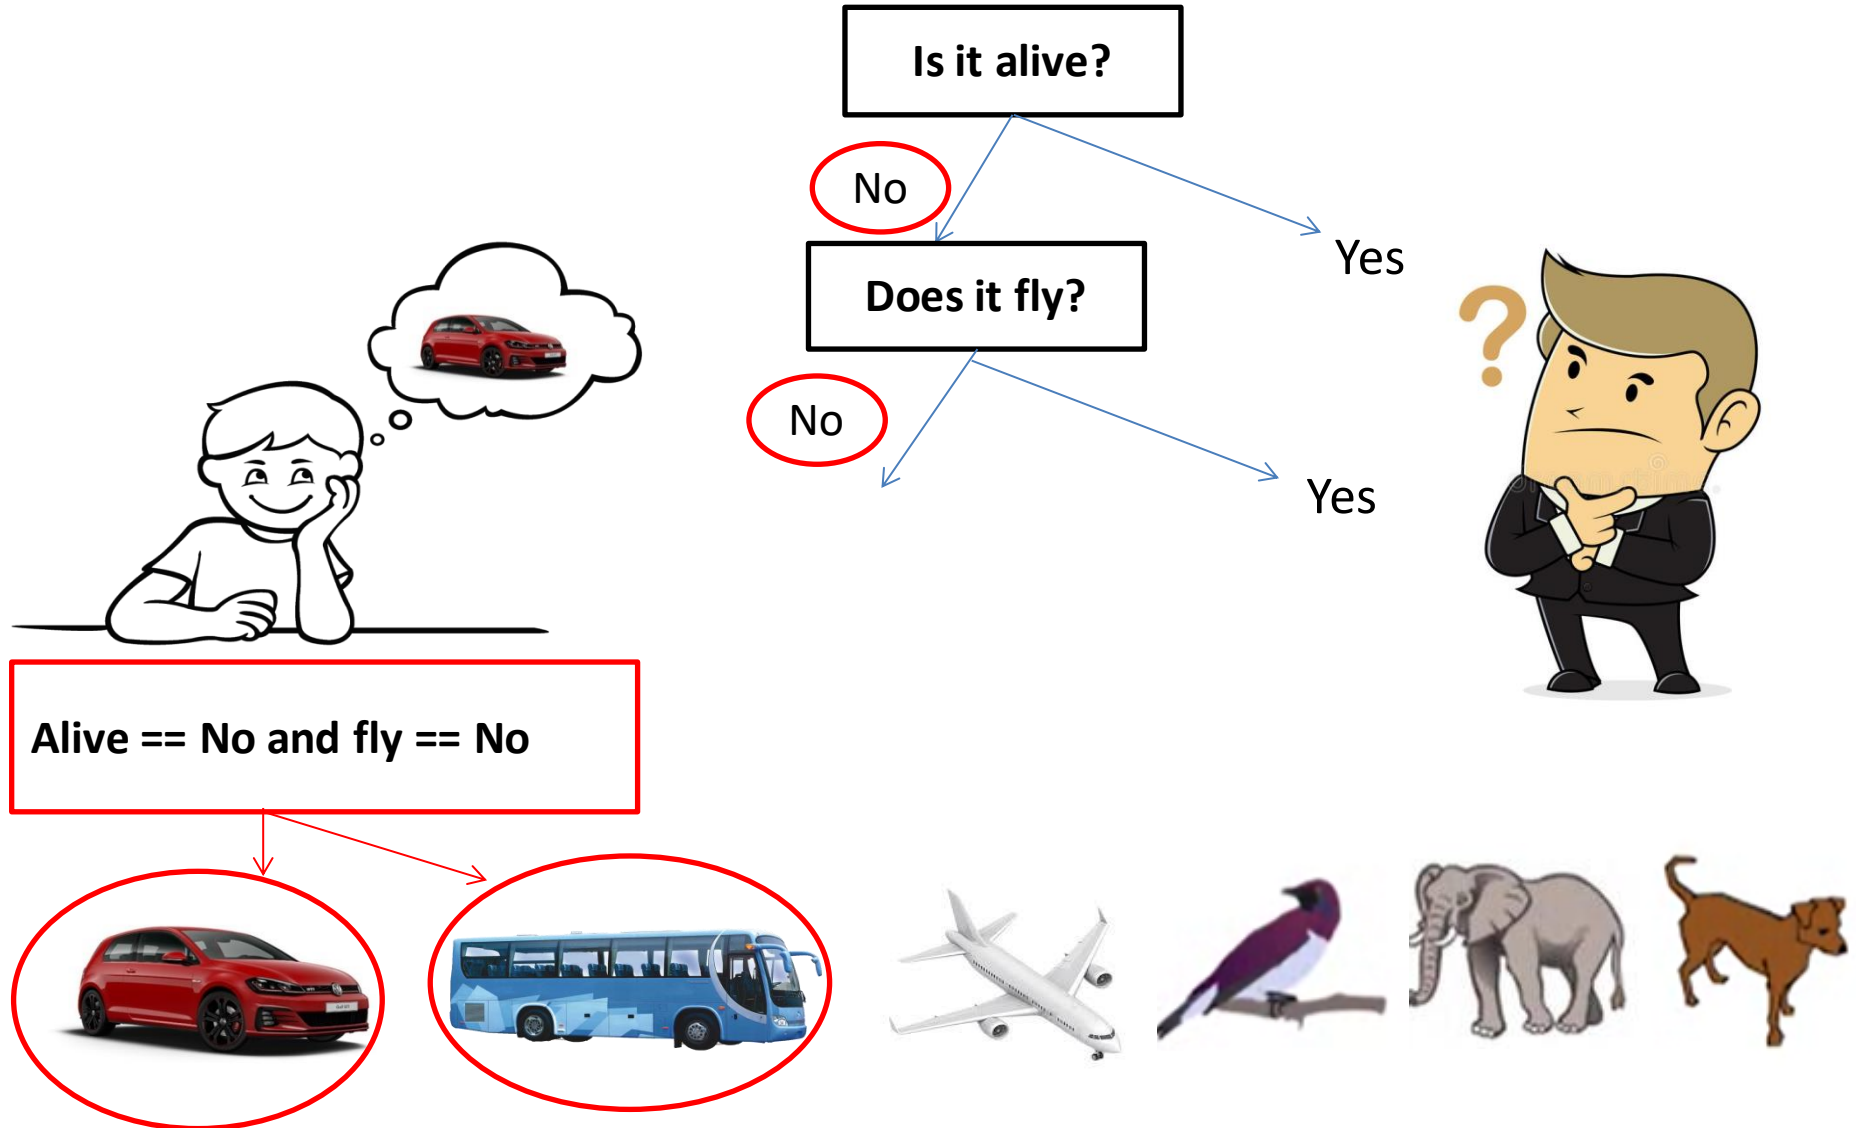 Is it alive?
No
Yes
Does it fly?
No
Yes
Alive == No and fly == No